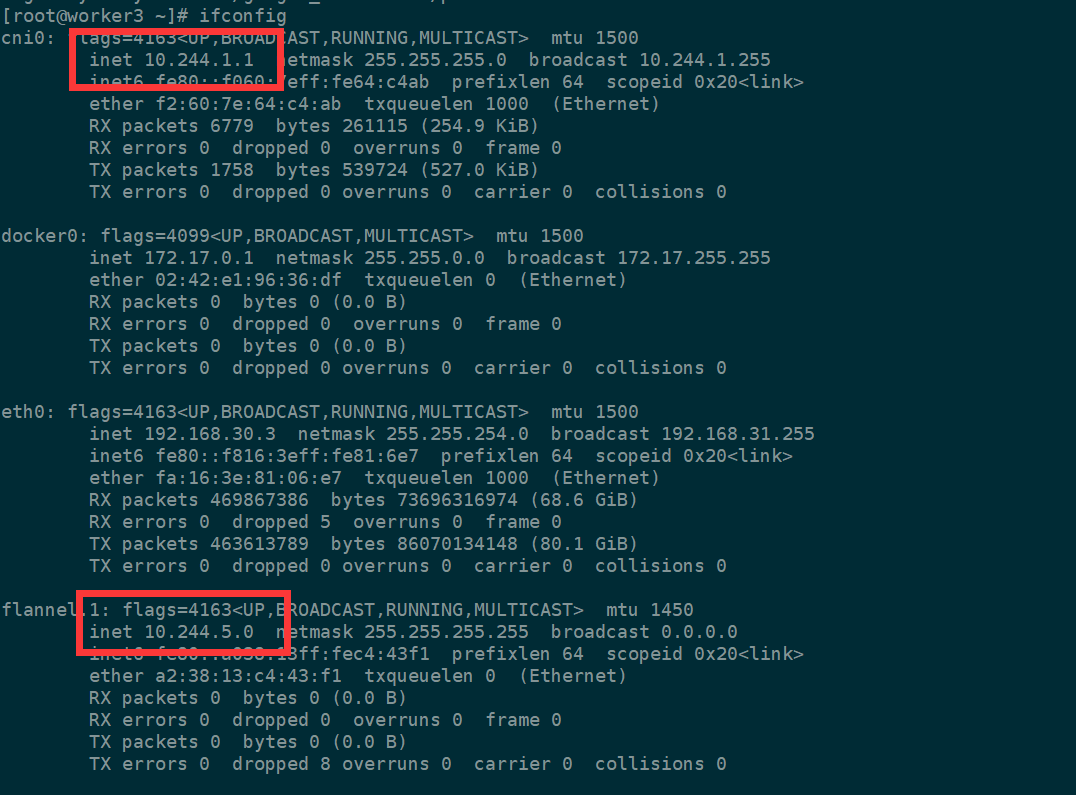 [root@worker3 ~]# ifconfig
cni0: flags=4163<UP,BROADCAST,RUNNING,MULTICAST>  mtu 1500
        inet 10.244.1.1  netmask 255.255.255.0  broadcast 10.244.1.255
        inet6 fe80::f060:7eff:fe64:c4ab  prefixlen 64  scopeid 0x20<link>
        ether f2:60:7e:64:c4:ab  txqueuelen 1000  (Ethernet)
        RX packets 6779  bytes 261115 (254.9 KiB)
        RX errors 0  dropped 0  overruns 0  frame 0
        TX packets 1758  bytes 539724 (527.0 KiB)
        TX errors 0  dropped 0 overruns 0  carrier 0  collisions 0
docker0: flags=4099<UP,BROADCAST,MULTICAST>  mtu 1500
        inet 172.17.0.1  netmask 255.255.0.0  broadcast 172.17.255.255
        ether 02:42:e1:96:36:df  txqueuelen 0  (Ethernet)
        RX packets 0  bytes 0 (0.0 B)
        RX errors 0  dropped 0  overruns 0  frame 0
        TX packets 0  bytes 0 (0.0 B)
        TX errors 0  dropped 0 overruns 0  carrier 0  collisions 0
eth0: flags=4163<UP,BROADCAST,RUNNING,MULTICAST>  mtu 1500
        inet 192.168.30.3  netmask 255.255.254.0  broadcast 192.168.31.255
        inet6 fe80::f816:3eff:fe81:6e7  prefixlen 64  scopeid 0x20<link>
        ether fa:16:3e:81:06:e7  txqueuelen 1000  (Ethernet)
        RX packets 469867386  bytes 73696316974 (68.6 GiB)
        RX errors 0  dropped 5  overruns 0  frame 0
        TX packets 463613789  bytes 86070134148 (80.1 GiB)
        TX errors 0  dropped 0 overruns 0  carrier 0  collisions 0
flannel.1: flags=4163<UP,BROADCAST,RUNNING,MULTICAST>  mtu 1450
        inet 10.244.5.0  netmask 255.255.255.255  broadcast 0.0.0.0
        inet6 fe80::a038:13ff:fec4:43f1  prefixlen 64  scopeid 0x20<link>
        ether a2:38:13:c4:43:f1  txqueuelen 0  (Ethernet)
        RX packets 0  bytes 0 (0.0 B)
        RX errors 0  dropped 0  overruns 0  frame 0
        TX packets 0  bytes 0 (0.0 B)
        TX errors 0  dropped 8 overruns 0  carrier 0  collisions 0